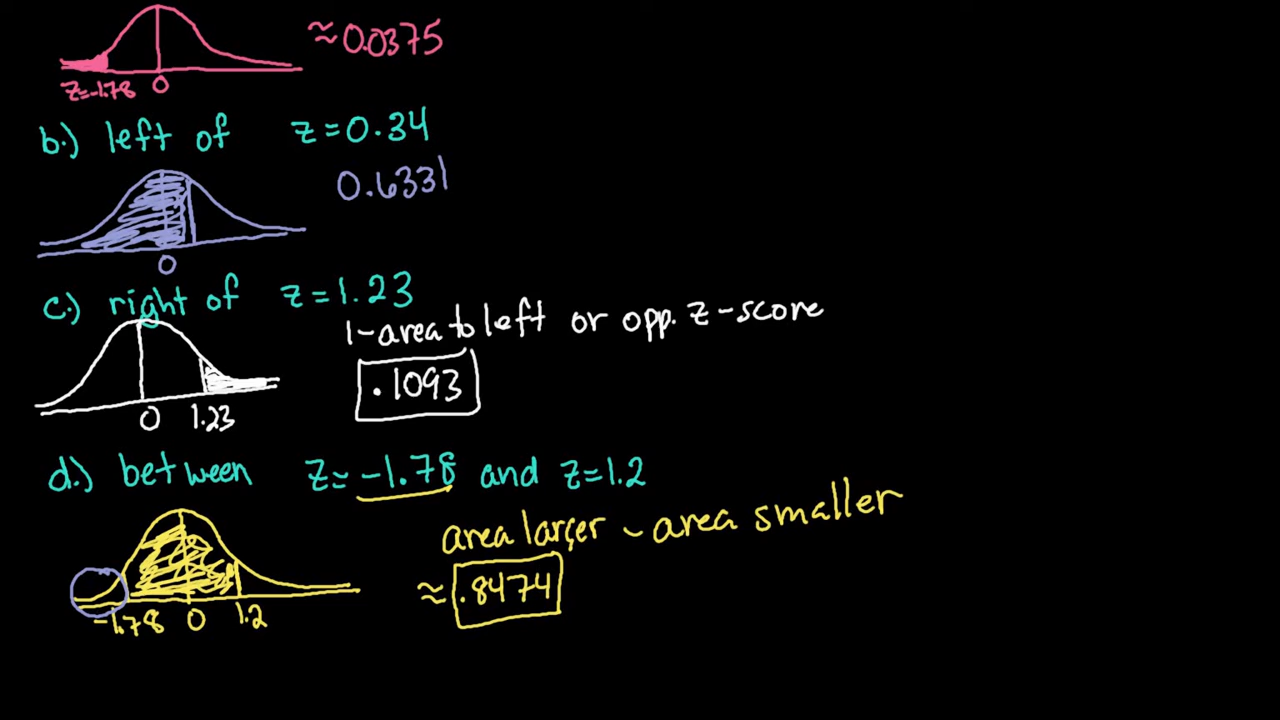 ≈0.0375
z=-1.78 0
b.) left of z=0.34
0.6331
0
c.) right of z=1.23
1-area to left or opp. z-score
.1093
0 1.23
d.) between z=-1.78 and z=1.2
area larger - area smaller
≈ .8474
-1.78 0 1.2